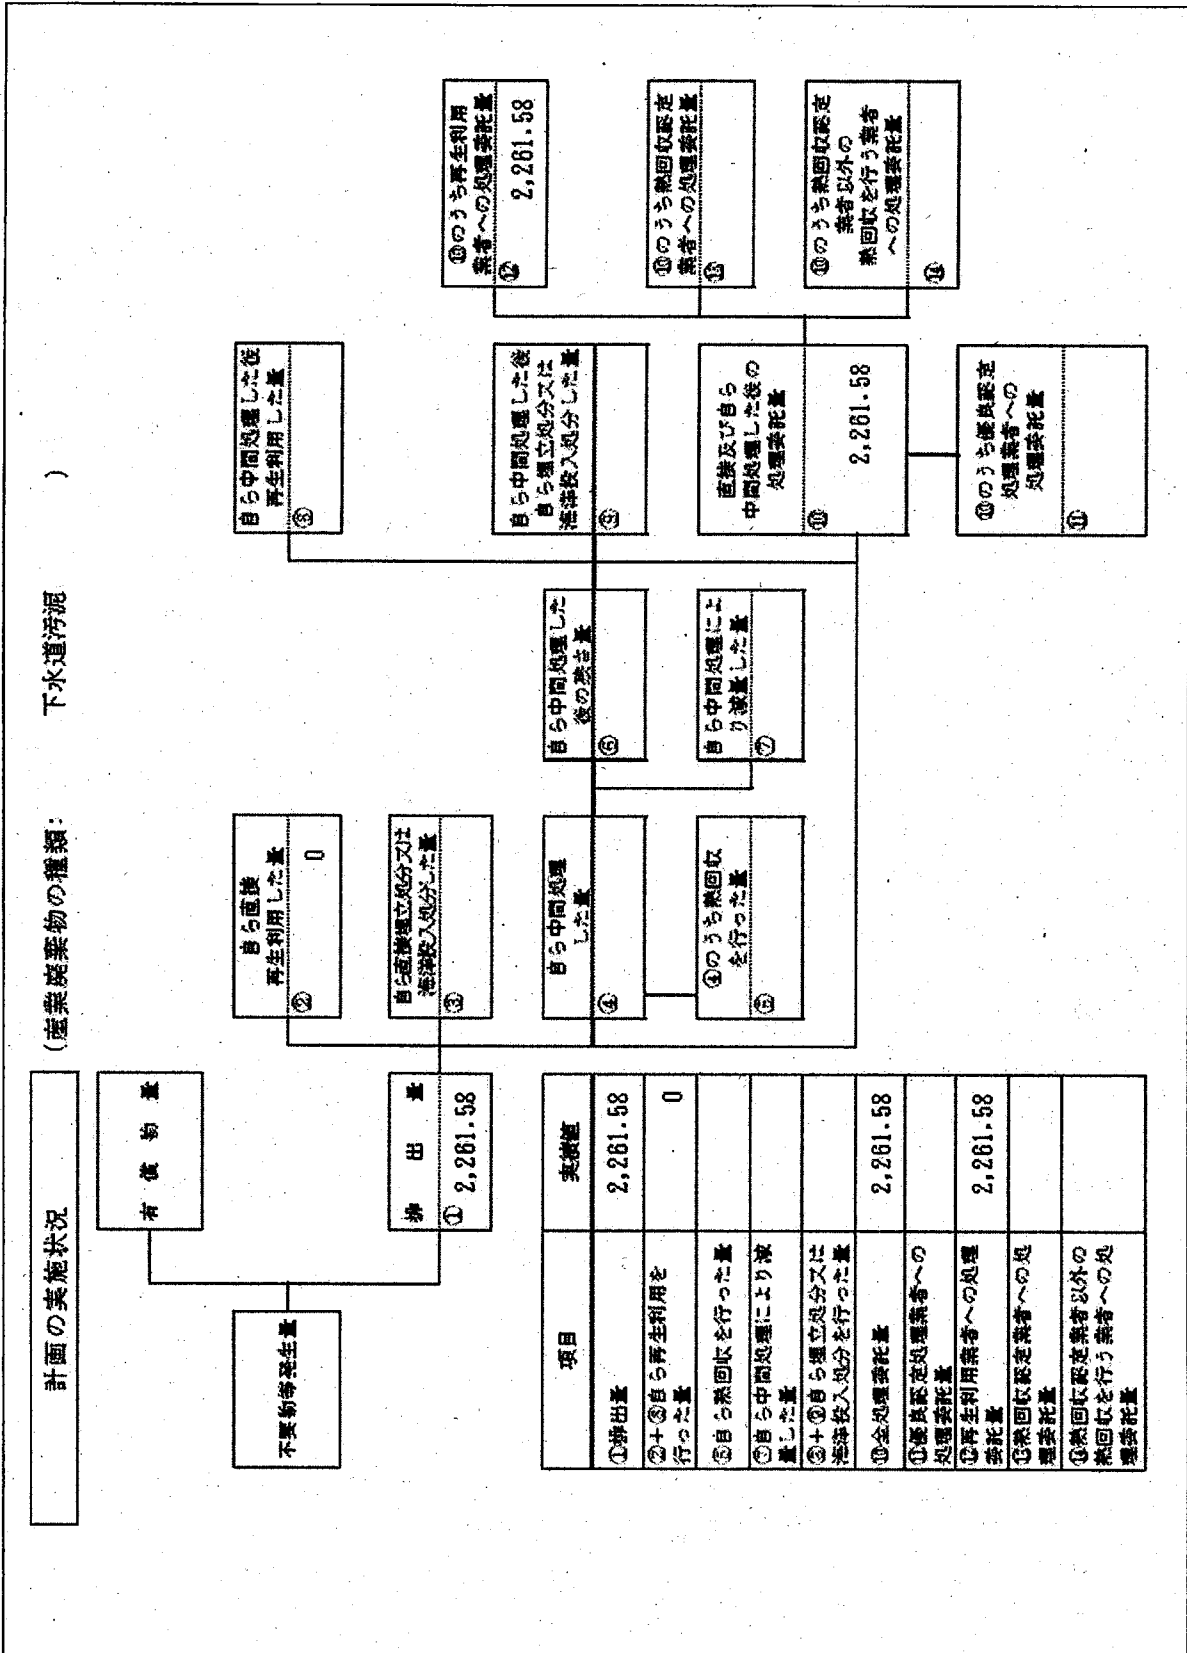 計画の実施状況
(産業廃棄物の種類: 下水道汚泥 )
不要物等発生量
有償物量
排出量
① 2,261.58
自ら直接
再生利用した量
② 0
自ら直接埋立処分又は
海洋投入処分した量
③
自ら中間処理
した量
④
④のうち熱回収
を行った量
⑤
自ら中間処理した
後の残さ量
⑥
自ら中間処理によ
り減量した量
⑦
自ら中間処理した後
再生利用した量
⑧
自ら中間処理した後
自ら埋立処分又は
海洋投入処分した量
⑨
直接及び自ら
中間処理した後の
処理委託量
⑩ 2,261.58
⑩のうち優良認定
処理業者への
処理委託量
⑪
⑩のうち再生利用
業者への処理委託量
⑫ 2,261.58
⑩のうち熱回収認定
業者への処理委託量
⑬
⑩のうち熱回収認定
業者以外の
熱回収を行う業者
への処理委託量
⑭
項目 実績値
①排出量 2,261.58
②+⑧自ら再生利用を
行った量 0
⑤自ら熱回収を行った量
⑦自ら中間処理により減
量した量
③+⑨自ら埋立処分又は
海洋投入処分を行った量
⑩全処理委託量 2,261.58
⑪優良認定処理業者への
処理委託量
⑫再生利用業者への処理
委託量 2,261.58
⑬熱回収認定業者への処
理委託量
⑭熱回収認定業者以外の
熱回収を行う業者への処
理委託量